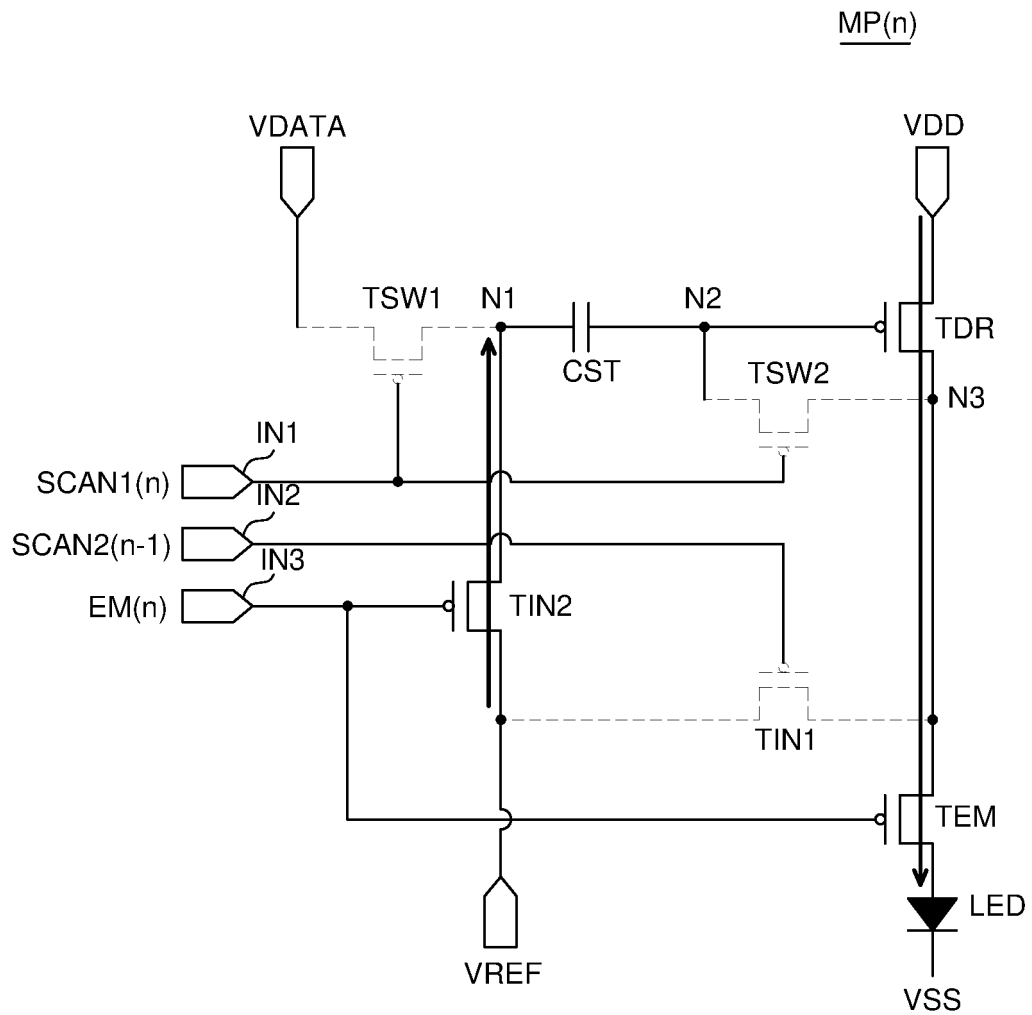 MP(n)
VDATA
VDD
TSW1
N1
N2
TDR
CST
TSW2
N3
IN1
SCAN1(n)
IN2
SCAN2(n-1)
IN3
EM(n)
TIN2
TIN1
TEM
LED
VREF
VSS